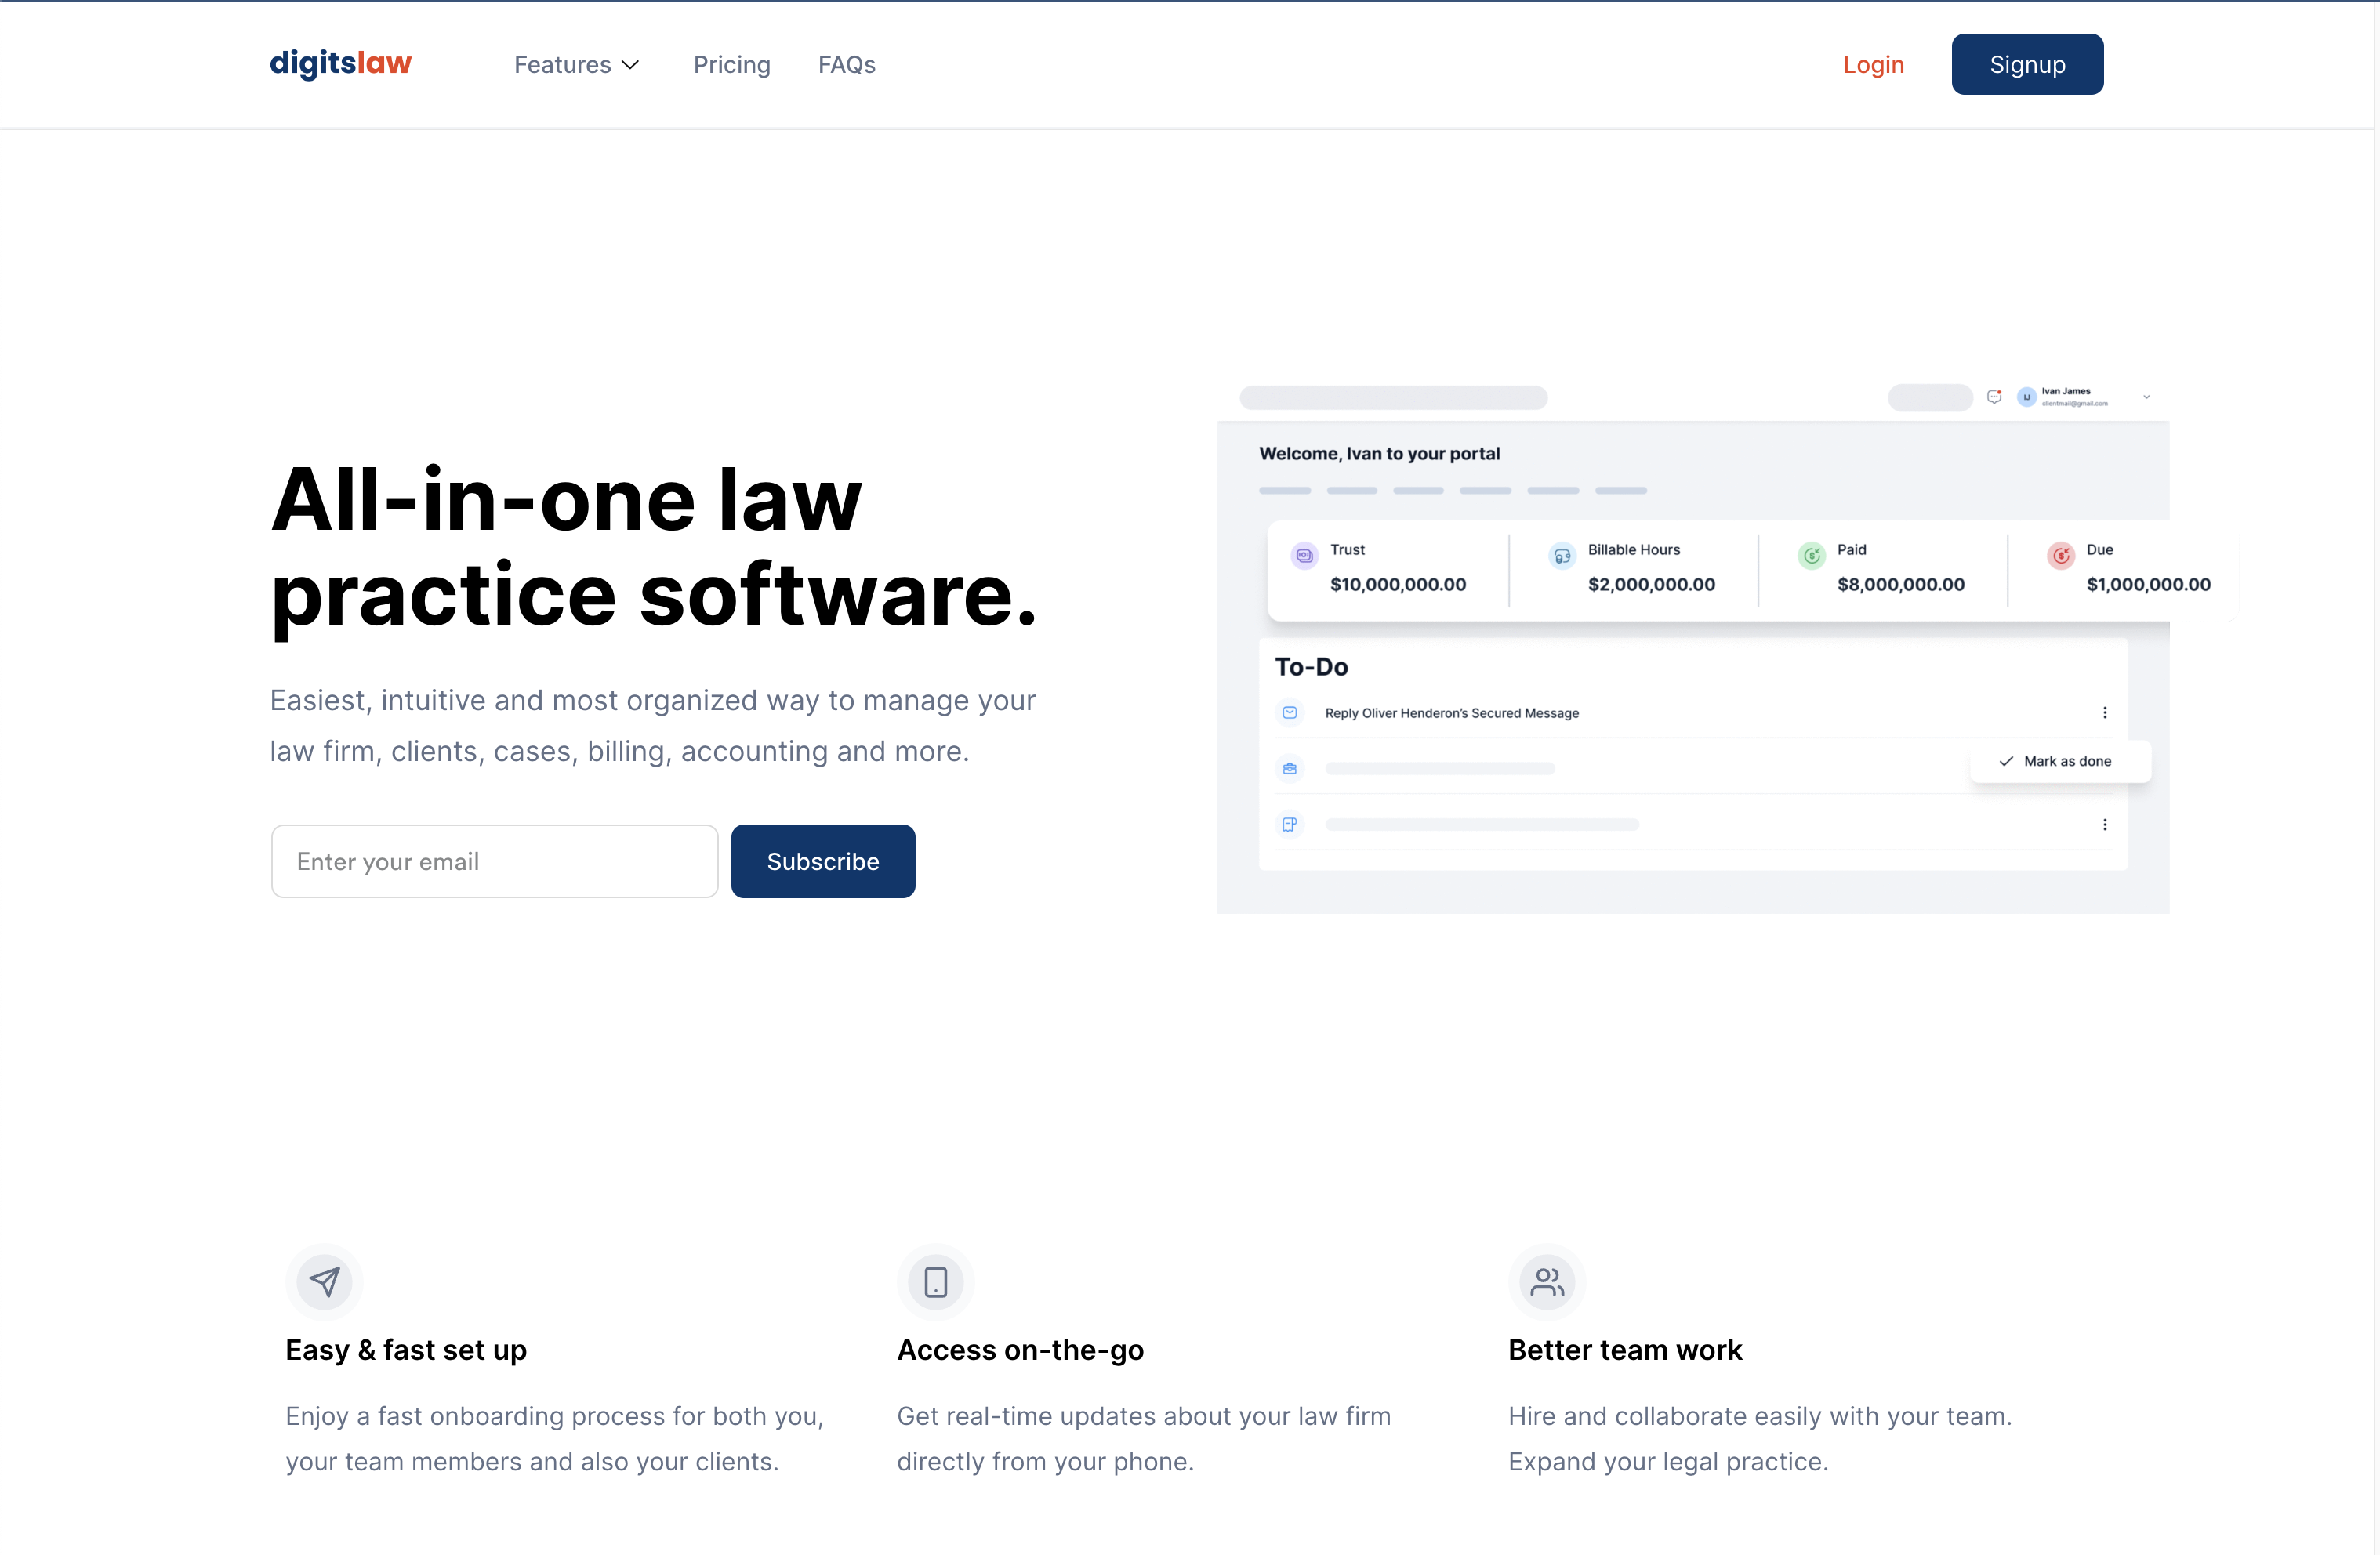 digitslaw
Features
Pricing
FAQs
Login
Signup
All-in-one law
practice software.
Easiest, intuitive and most organized way to manage your
law firm, clients, cases, billing, accounting and more.
Enter your email
Subscribe
IJ
Ivan James
clientmail@gmail.com
Welcome, Ivan to your portal
Trust
$10,000,000.00
Billable Hours
$2,000,000.00
Paid
$8,000,000.00
Due
$1,000,000.00
To-Do
Reply Oliver Henderon's Secured Message
Mark as done
Easy & fast set up
Enjoy a fast onboarding process for both you,
your team members and also your clients.
Access on-the-go
Get real-time updates about your law firm
directly from your phone.
Better team work
Hire and collaborate easily with your team.
Expand your legal practice.